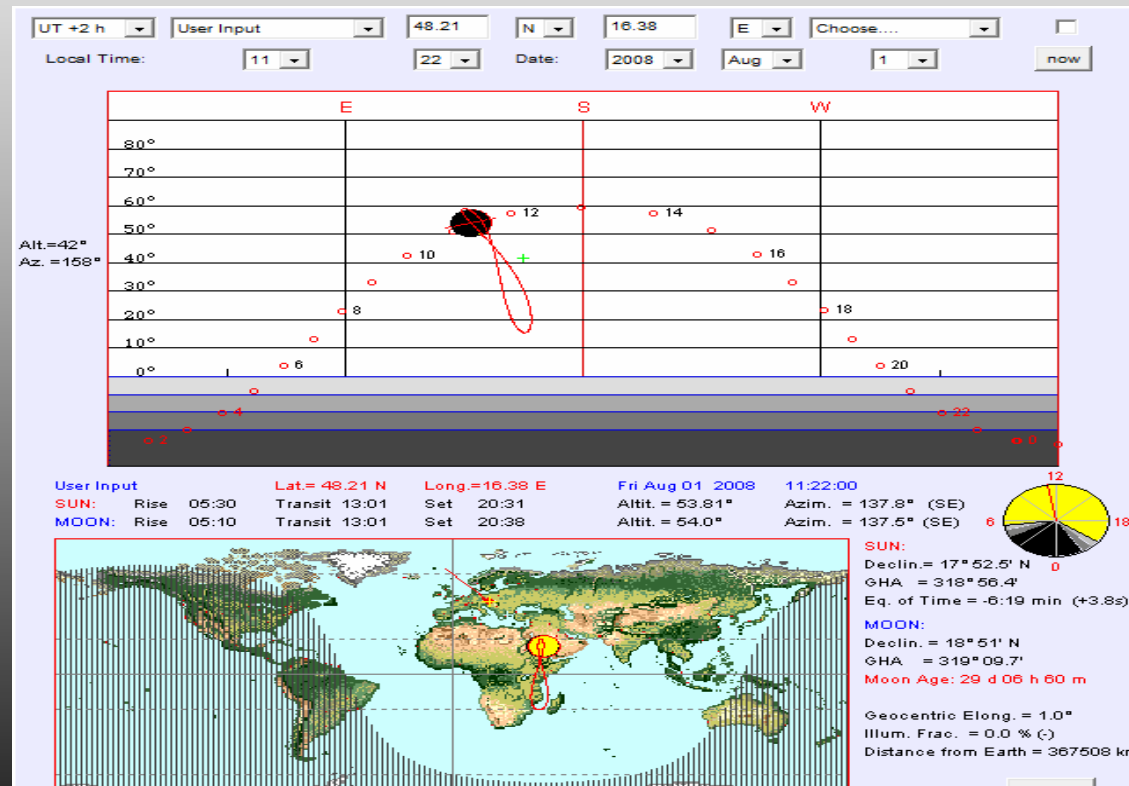 UT +2 h User Input 48.21 N 16.38 E Choose....
Local Time: 11 22 Date: 2008 Aug 1 now
E S W
80°
70°
60°
12 14
50°
Alt.=42°
Az. =158°
40°
10 16
30°
20°
8 18
10°
6 20
0°
4 22
2 0
User Input Lat.= 48.21 N Long.=16.38 E Fri Aug 01 2008 11:22:00
SUN: Rise 05:30 Transit 13:01 Set 20:31 Altit. = 53.81° Azim. = 137.8° (SE)
MOON: Rise 05:10 Transit 13:01 Set 20:38 Altit. = 54.0° Azim. = 137.5° (SE)
12
6 18
0
SUN:
Declin.= 17°52.5' N
GHA = 318°56.4'
Eq. of Time = -6:19 min (+3.8s)
MOON:
Declin. = 18°51' N
GHA = 319°09.7'
Moon Age: 29 d 06 h 60 m
Geocentric Elong. = 1.0°
Illum. Frac. = 0.0 % (-)
Distance from Earth = 367508 km